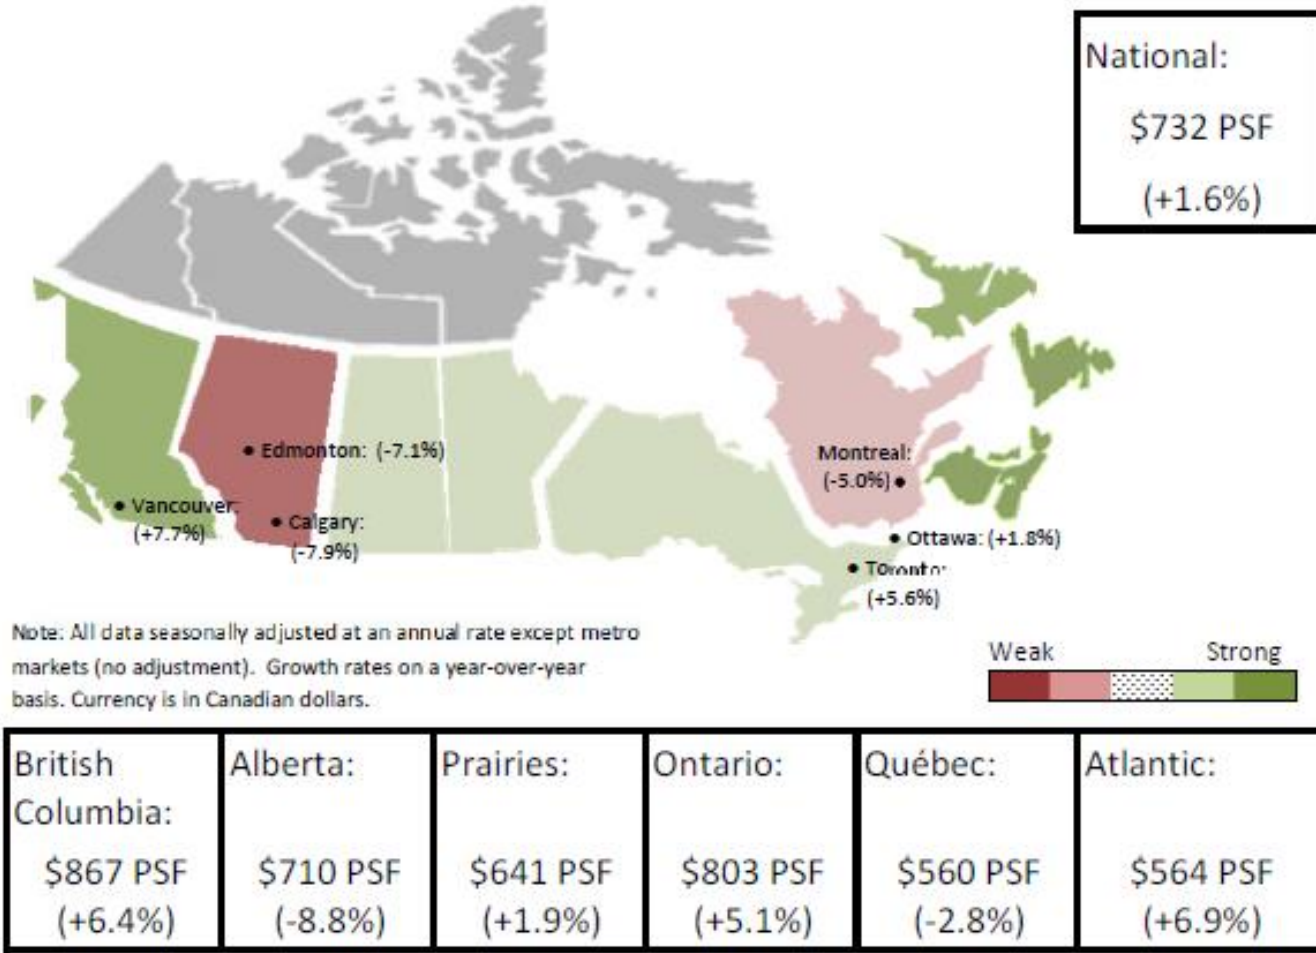 National:
$732 PSF
(+1.6%)
Edmonton: (-7.1%)
Montreal:
(-5.0%)
Vancouver:
(+7.7%)
Calgary:
(-7.9%)
Ottawa: (+1.8%)
Toronto:
(+5.6%)
Note: All data seasonally adjusted at an annual rate except metro
markets (no adjustment). Growth rates on a year-over-year
basis. Currency is in Canadian dollars.
Weak Strong
British
Columbia:
$867 PSF
(+6.4%)
Alberta:
$710 PSF
(-8.8%)
Prairies:
$641 PSF
(+1.9%)
Ontario:
$803 PSF
(+5.1%)
Québec:
$560 PSF
(-2.8%)
Atlantic:
$564 PSF
(+6.9%)